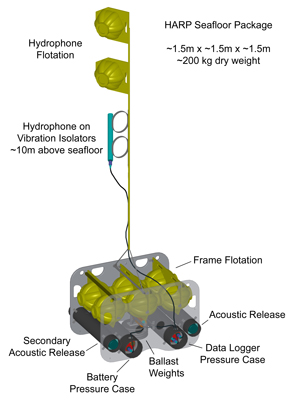 HARP Seafloor Package
~1.5m x ~1.5m x ~1.5m
~200 kg dry weight
Hydrophone
Flotation
Hydrophone on
Vibration Isolators
~10m above seafloor
Frame Flotation
Acoustic Release
Secondary
Acoustic Release
Data Logger
Pressure Case
Ballast
Weights
Battery
Pressure Case